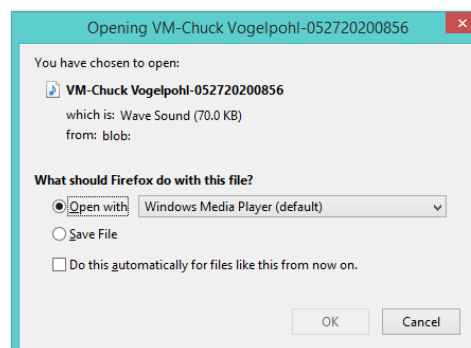 Opening VM-Chuck Vogelpohl-052720200856
You have chosen to open:
VM-Chuck Vogelpohl-052720200856
which is: Wave Sound (70.0 KB)
from: blob:
What should Firefox do with this file?
Open with Windows Media Player (default)
Save File
Do this automatically for files like this from now on.
OK Cancel